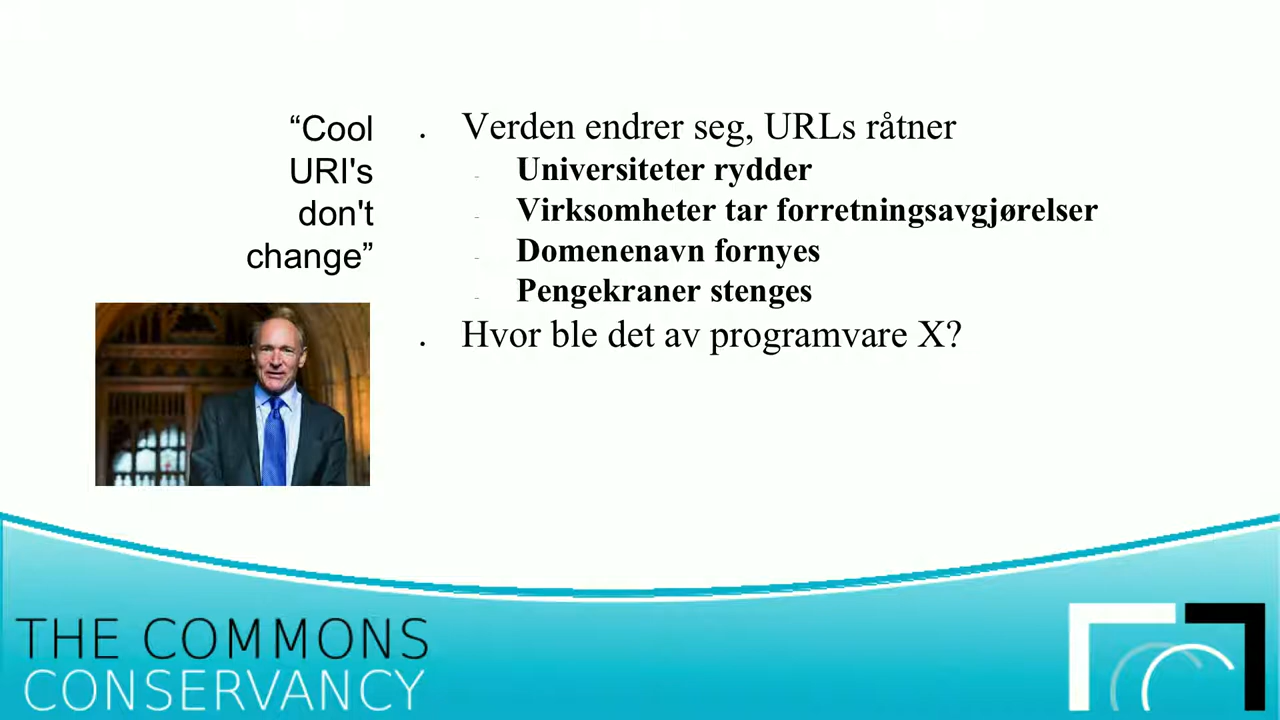 “Cool
URI's
don't
change”
Verden endrer seg, URLs råtner
Universiteter rydder
Virksomheter tar forretningsavgjørelser
Domenenavn fornyes
Pengekraner stenges
Hvor ble det av programvare X?
THE COMMONS
CONSERVANCY